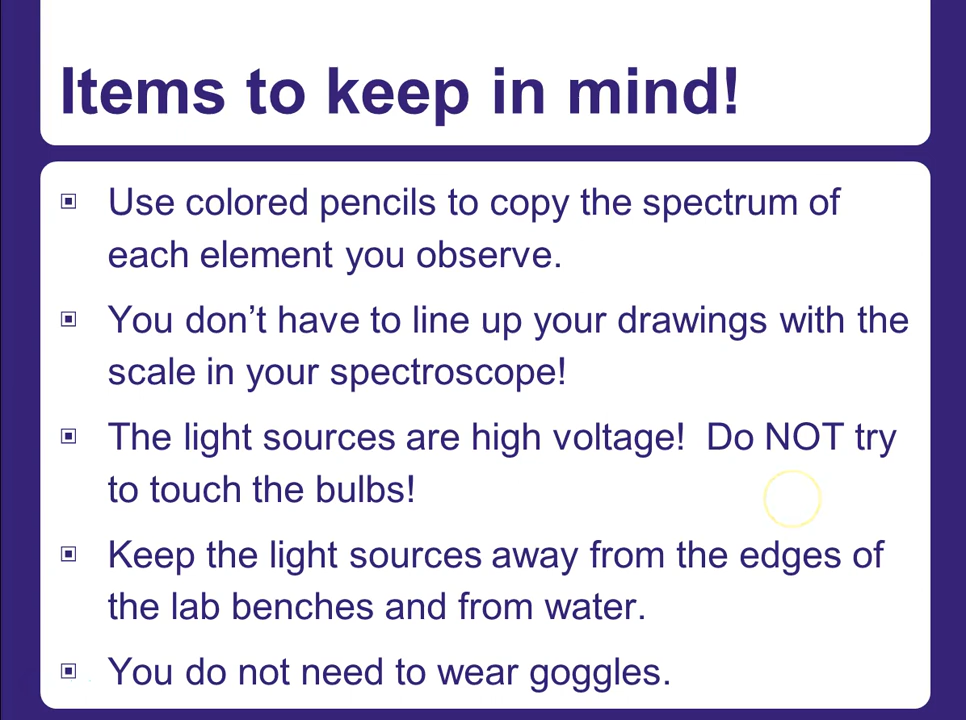 Items to keep in mind!
Use colored pencils to copy the spectrum of
each element you observe.
You don’t have to line up your drawings with the
scale in your spectroscope!
The light sources are high voltage!  Do NOT try
to touch the bulbs!
Keep the light sources away from the edges of
the lab benches and from water.
You do not need to wear goggles.